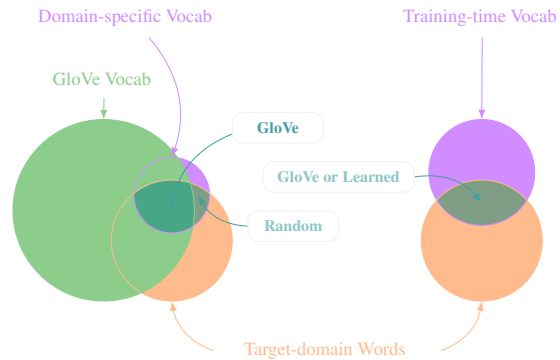 Domain-specific Vocab
Training-time Vocab
GloVe Vocab
GloVe
GloVe or Learned
Random
Target-domain Words